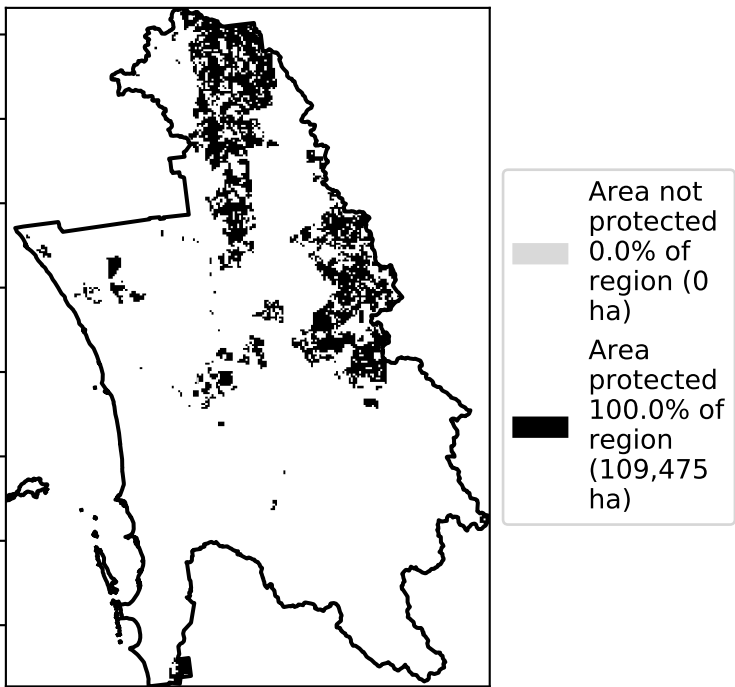 Area not
protected
0.0% of
region (0
ha)
Area
protected
100.0% of
region
(109,475
ha)